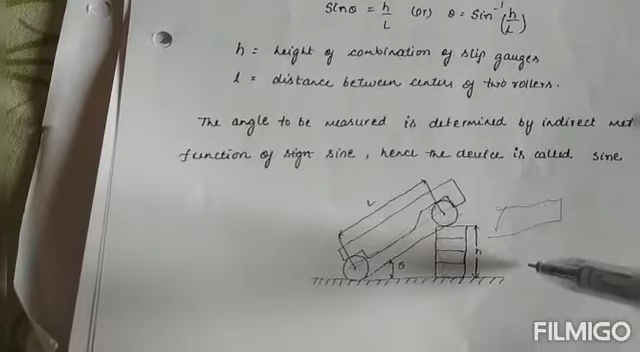 Sinθ = h/L (or) θ = Sin⁻¹(h/L)
h = height of combination of slip gauges
l = distance between centers of two rollers.
The angle to be measured is determined by indirect met
function of sign sine, hence the device is called sine
L
θ
h
FILMIGO